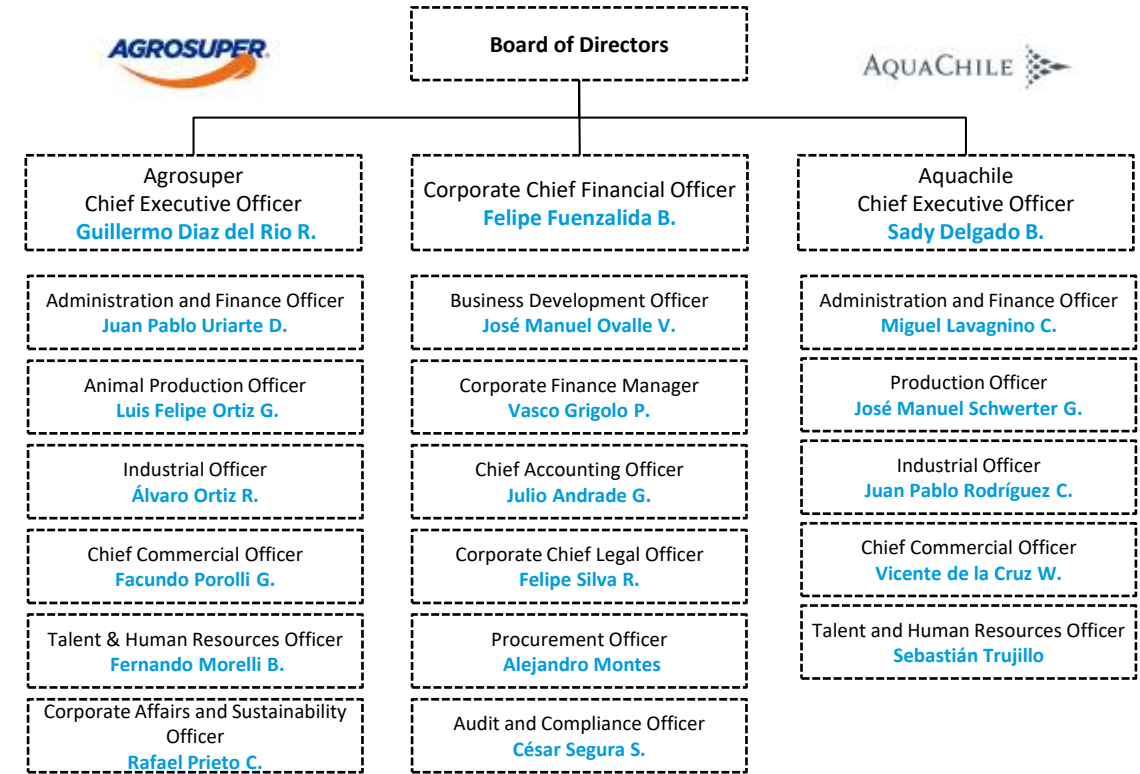 AGROSUPER
Board of Directors
AQUACHILE
Agrosuper
Chief Executive Officer
Guillermo Diaz del Rio R.
Corporate Chief Financial Officer
Felipe Fuenzalida B.
Aquachile
Chief Executive Officer
Sady Delgado B.
Administration and Finance Officer
Juan Pablo Uriarte D.
Animal Production Officer
Luis Felipe Ortiz G.
Industrial Officer
Álvaro Ortiz R.
Chief Commercial Officer
Facundo Porolli G.
Talent & Human Resources Officer
Fernando Morelli B.
Corporate Affairs and Sustainability
Officer
Rafael Prieto C.
Business Development Officer
José Manuel Ovalle V.
Corporate Finance Manager
Vasco Grigolo P.
Chief Accounting Officer
Julio Andrade G.
Corporate Chief Legal Officer
Felipe Silva R.
Procurement Officer
Alejandro Montes
Audit and Compliance Officer
César Segura S.
Administration and Finance Officer
Miguel Lavagnino C.
Production Officer
José Manuel Schwerter G.
Industrial Officer
Juan Pablo Rodríguez C.
Chief Commercial Officer
Vicente de la Cruz W.
Talent and Human Resources Officer
Sebastián Trujillo